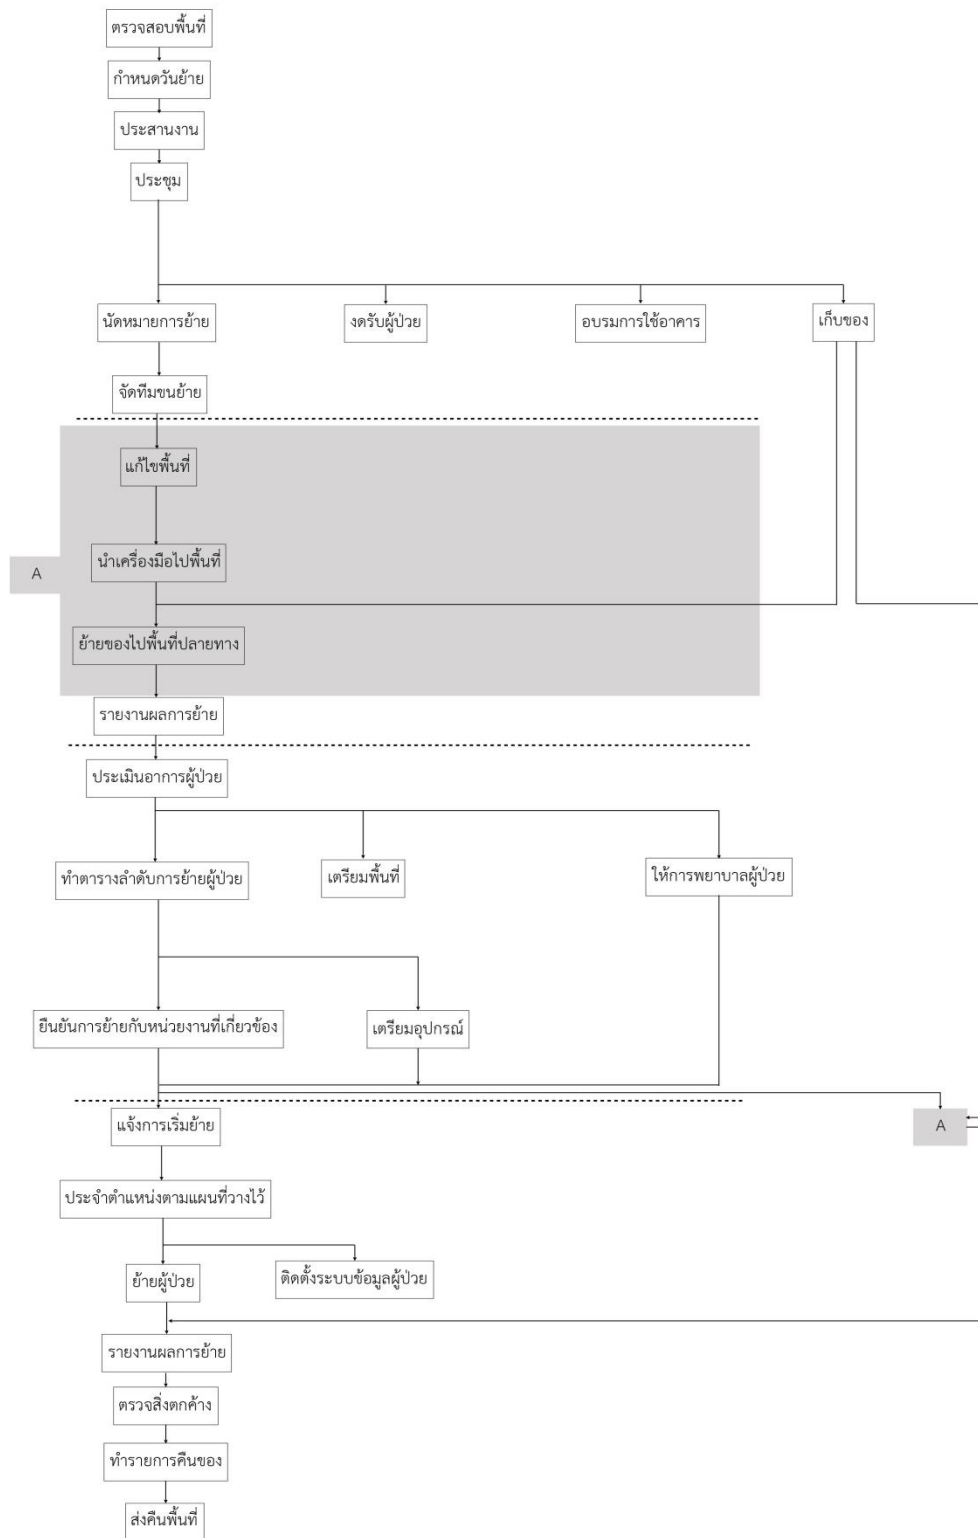 ตรวจสอบพื้นที่
กำหนดวันย้าย
ประสานงาน
ประชุม
นัดหมายการย้าย
งดรับผู้ป่วย
อบรมการใช้อาคาร
เก็บของ
จัดทีมขนย้าย
แก้ไขพื้นที่
นำเครื่องมือไปพื้นที่
A
ย้ายของไปพื้นที่ปลายทาง
รายงานผลการย้าย
ประเมินอาการผู้ป่วย
ทำตารางลำดับการย้ายผู้ป่วย
เตรียมพื้นที่
ให้การพยาบาลผู้ป่วย
ยืนยันการย้ายกับหน่วยงานที่เกี่ยวข้อง
เตรียมอุปกรณ์
แจ้งการเริ่มย้าย
A
ประจำตำแหน่งตามแผนที่วางไว้
ย้ายผู้ป่วย
ติดตั้งระบบข้อมูลผู้ป่วย
รายงานผลการย้าย
ตรวจสิ่งตกค้าง
ทำรายการคืนของ
ส่งคืนพื้นที่